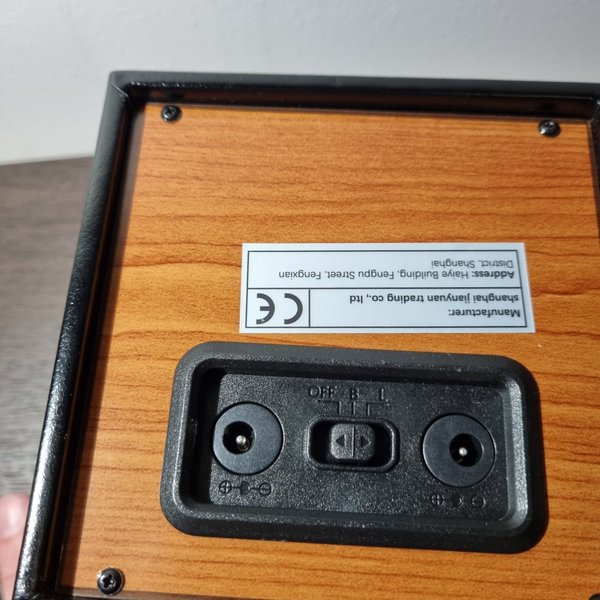 Manufacturer:
shanghai jianyuan trading co., ltd
CE
Address: Haiye Building, Fengpu Street, Fengxian
District, Shanghai
OFF B L